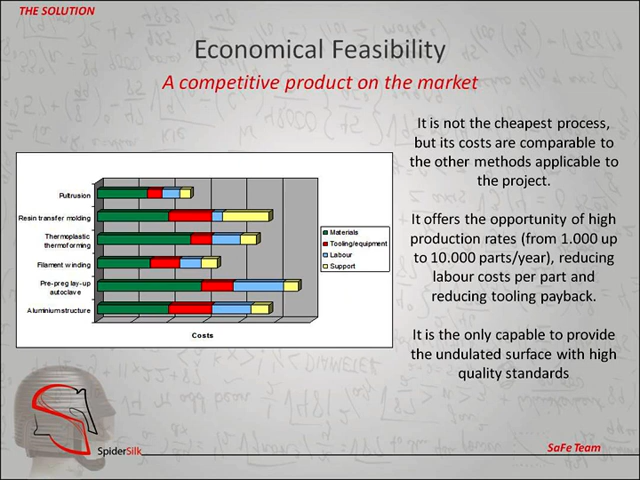 THE SOLUTION
Economical Feasibility
A competitive product on the market
It is not the cheapest process,
but its costs are comparable to
the other methods applicable to
the project.
It offers the opportunity of high
production rates (from 1.000 up
to 10.000 parts/year), reducing
labour costs per part and
reducing tooling payback.
It is the only capable to provide
the undulated surface with high
quality standards
Pultrusion
Resin transfer molding
Thermoplastic
thermoforming
Filament winding
Pre-preg lay-up
autoclave
Aluminium structure
Costs
Materials
Tooling/equipment
Labour
Support
SpiderSilk
SaFe Team